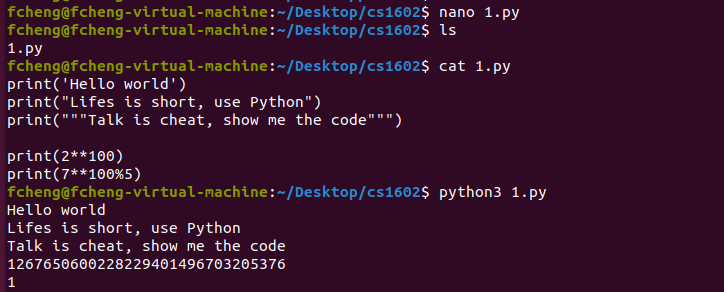 fcheng@fcheng-virtual-machine:~/Desktop/cs1602$ nano 1.py
fcheng@fcheng-virtual-machine:~/Desktop/cs1602$ ls
1.py
fcheng@fcheng-virtual-machine:~/Desktop/cs1602$ cat 1.py
print('Hello world')
print("Lifes is short, use Python")
print("""Talk is cheat, show me the code""")
print(2**100)
print(7**100%5)
fcheng@fcheng-virtual-machine:~/Desktop/cs1602$ python3 1.py
Hello world
Lifes is short, use Python
Talk is cheat, show me the code
1267650600228229401496703205376
1